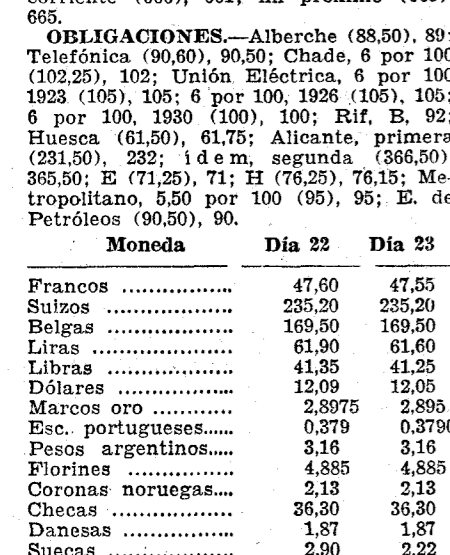 665.
OBLIGACIONES.—Alberche (88,50), 89;
Telefónica (90,60), 90,50; Chade, 6 por 100
(102,25), 102; Unión Eléctrica, 6 por 100
1923 (105), 105; 6 por 100, 1926 (105), 105;
6 por 100, 1930 (100), 100; Rif, B, 92;
Huesca (61,50), 61,75; Alicante, primera
(231,50), 232; ídem, segunda (366,50)
365,50; E (71,25), 71; H (76,25), 76,15; Me-
tropolitano, 5,50 por 100 (95), 95; E. de
Petróleos (90,50), 90.
Moneda Día 22 Día 23
Francos ................. 47,60 47,55
Suizos ................... 235,20 235,20
Belgas ................... 169,50 169,50
Liras ..................... 61,90 61,60
Libras ................... 41,35 41,25
Dólares .................. 12,09 12,05
Marcos oro ............ 2,8975 2,895
Esc. portugueses...... 0,379 0,3790
Pesos argentinos..... 3,16 3,16
Florines ................ 4,885 4,885
Coronas noruegas.... 2,13 2,13
Checas .................. 36,30 36,30
Danesas ................. 1,87 1,87
Suecas .................. 2,90 2,22